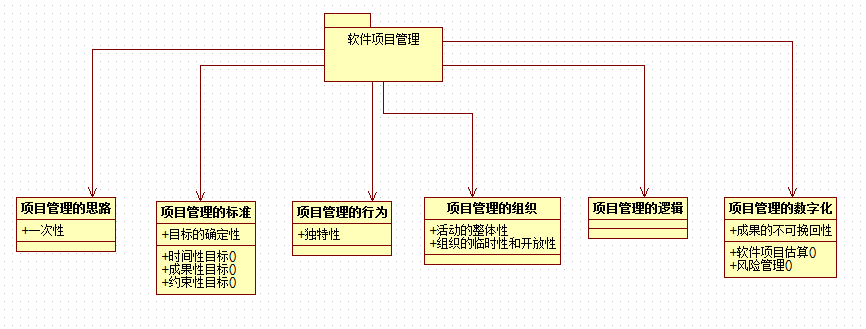 软件项目管理
项目管理的思路
+一次性
项目管理的标准
+目标的确定性
+时间性目标()
+成果性目标()
+约束性目标()
项目管理的行为
+独特性
项目管理的组织
+活动的整体性
+组织的临时性和开放性
项目管理的逻辑
项目管理的数字化
+成果的不可挽回性
+软件项目估算()
+风险管理()